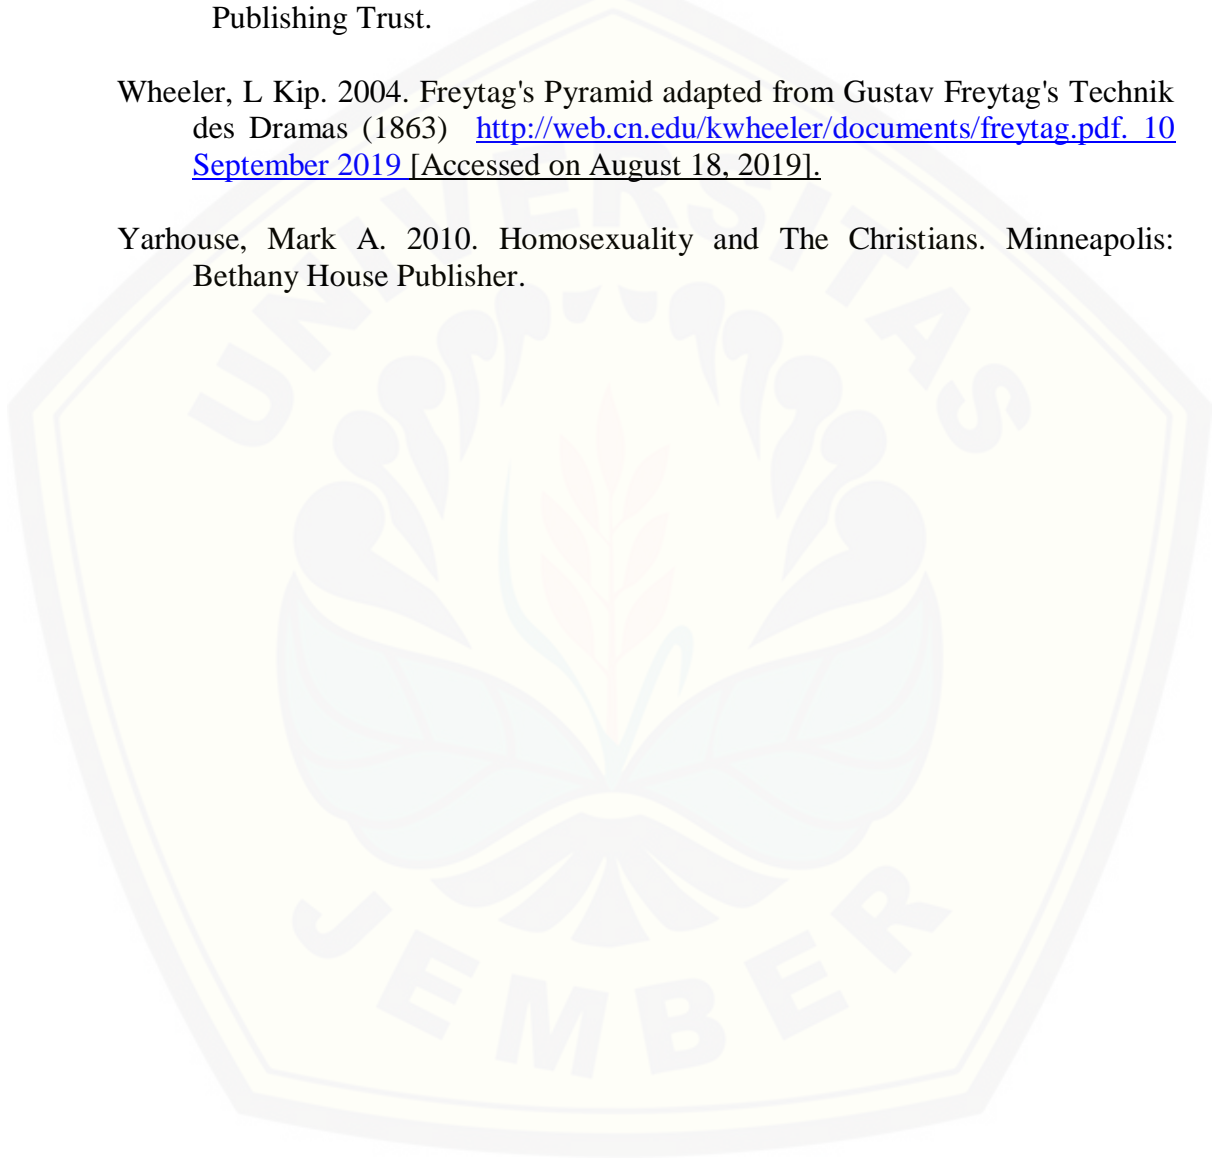 Publishing Trust.
Wheeler, L Kip. 2004. Freytag's Pyramid adapted from Gustav Freytag's Technik
des Dramas (1863) http://web.cn.edu/kwheeler/documents/freytag.pdf. 10
September 2019 [Accessed on August 18, 2019].
Yarhouse, Mark A. 2010. Homosexuality and The Christians. Minneapolis:
Bethany House Publisher.
UNIVERSITAS
JEMBER